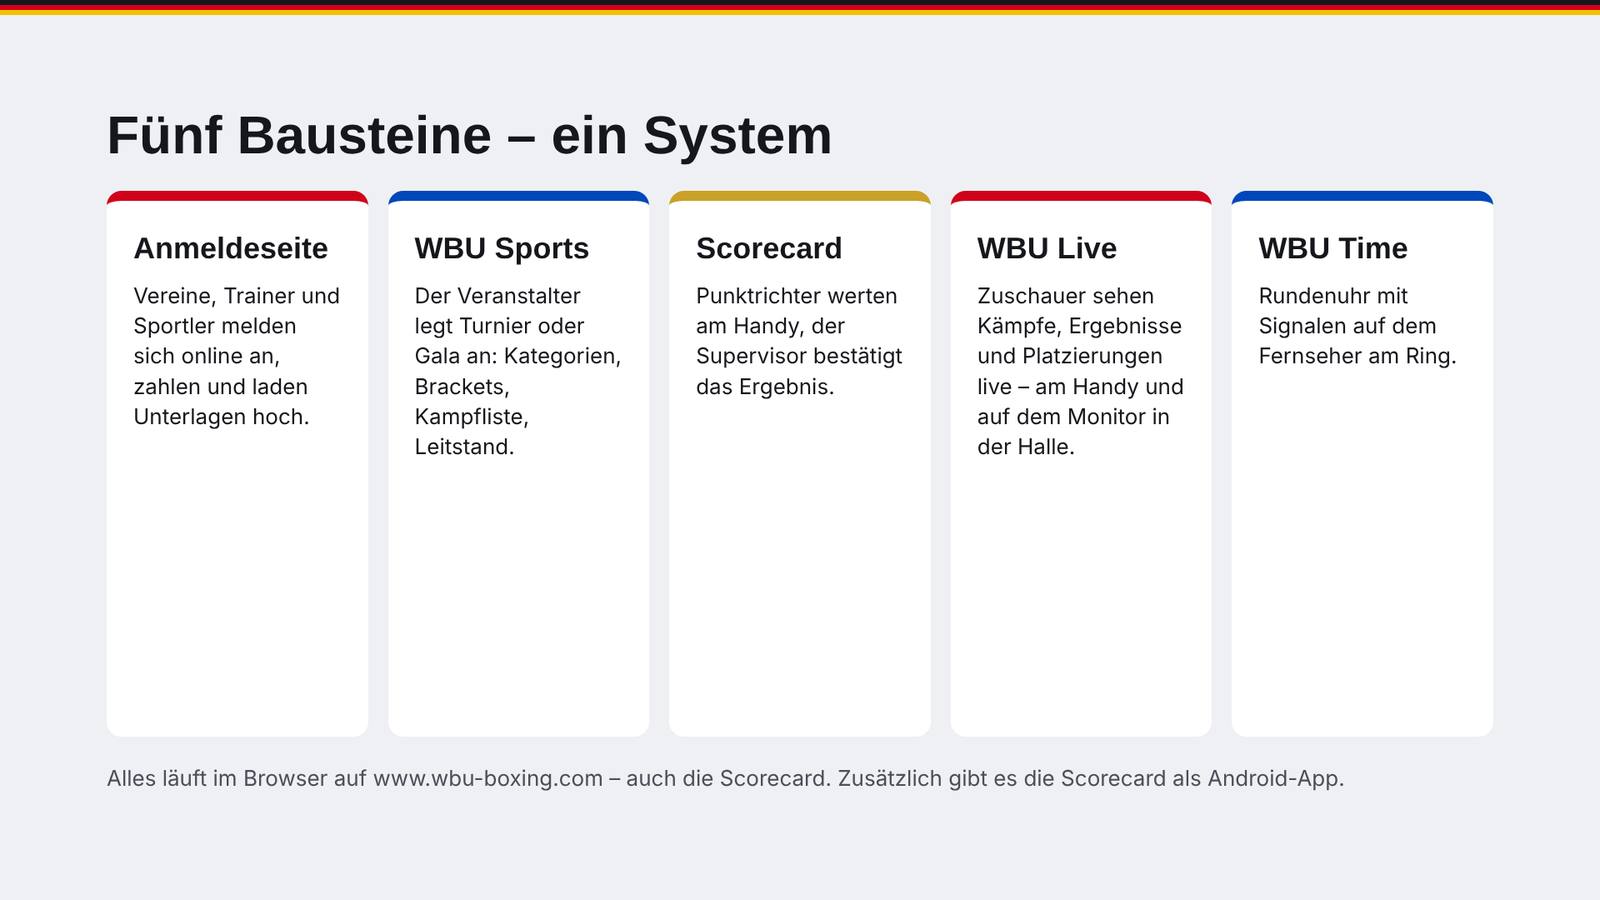 Fünf Bausteine – ein System
Anmeldeseite
Vereine, Trainer und
Sportler melden
sich online an,
zahlen und laden
Unterlagen hoch.
WBU Sports
Der Veranstalter
legt Turnier oder
Gala an: Kategorien,
Brackets,
Kampfliste,
Leitstand.
Scorecard
Punktrichter werten
am Handy, der
Supervisor bestätigt
das Ergebnis.
WBU Live
Zuschauer sehen
Kämpfe, Ergebnisse
und Platzierungen
live – am Handy und
auf dem Monitor in
der Halle.
WBU Time
Rundenuhr mit
Signalen auf dem
Fernseher am Ring.
Alles läuft im Browser auf www.wbu-boxing.com – auch die Scorecard. Zusätzlich gibt es die Scorecard als Android-App.